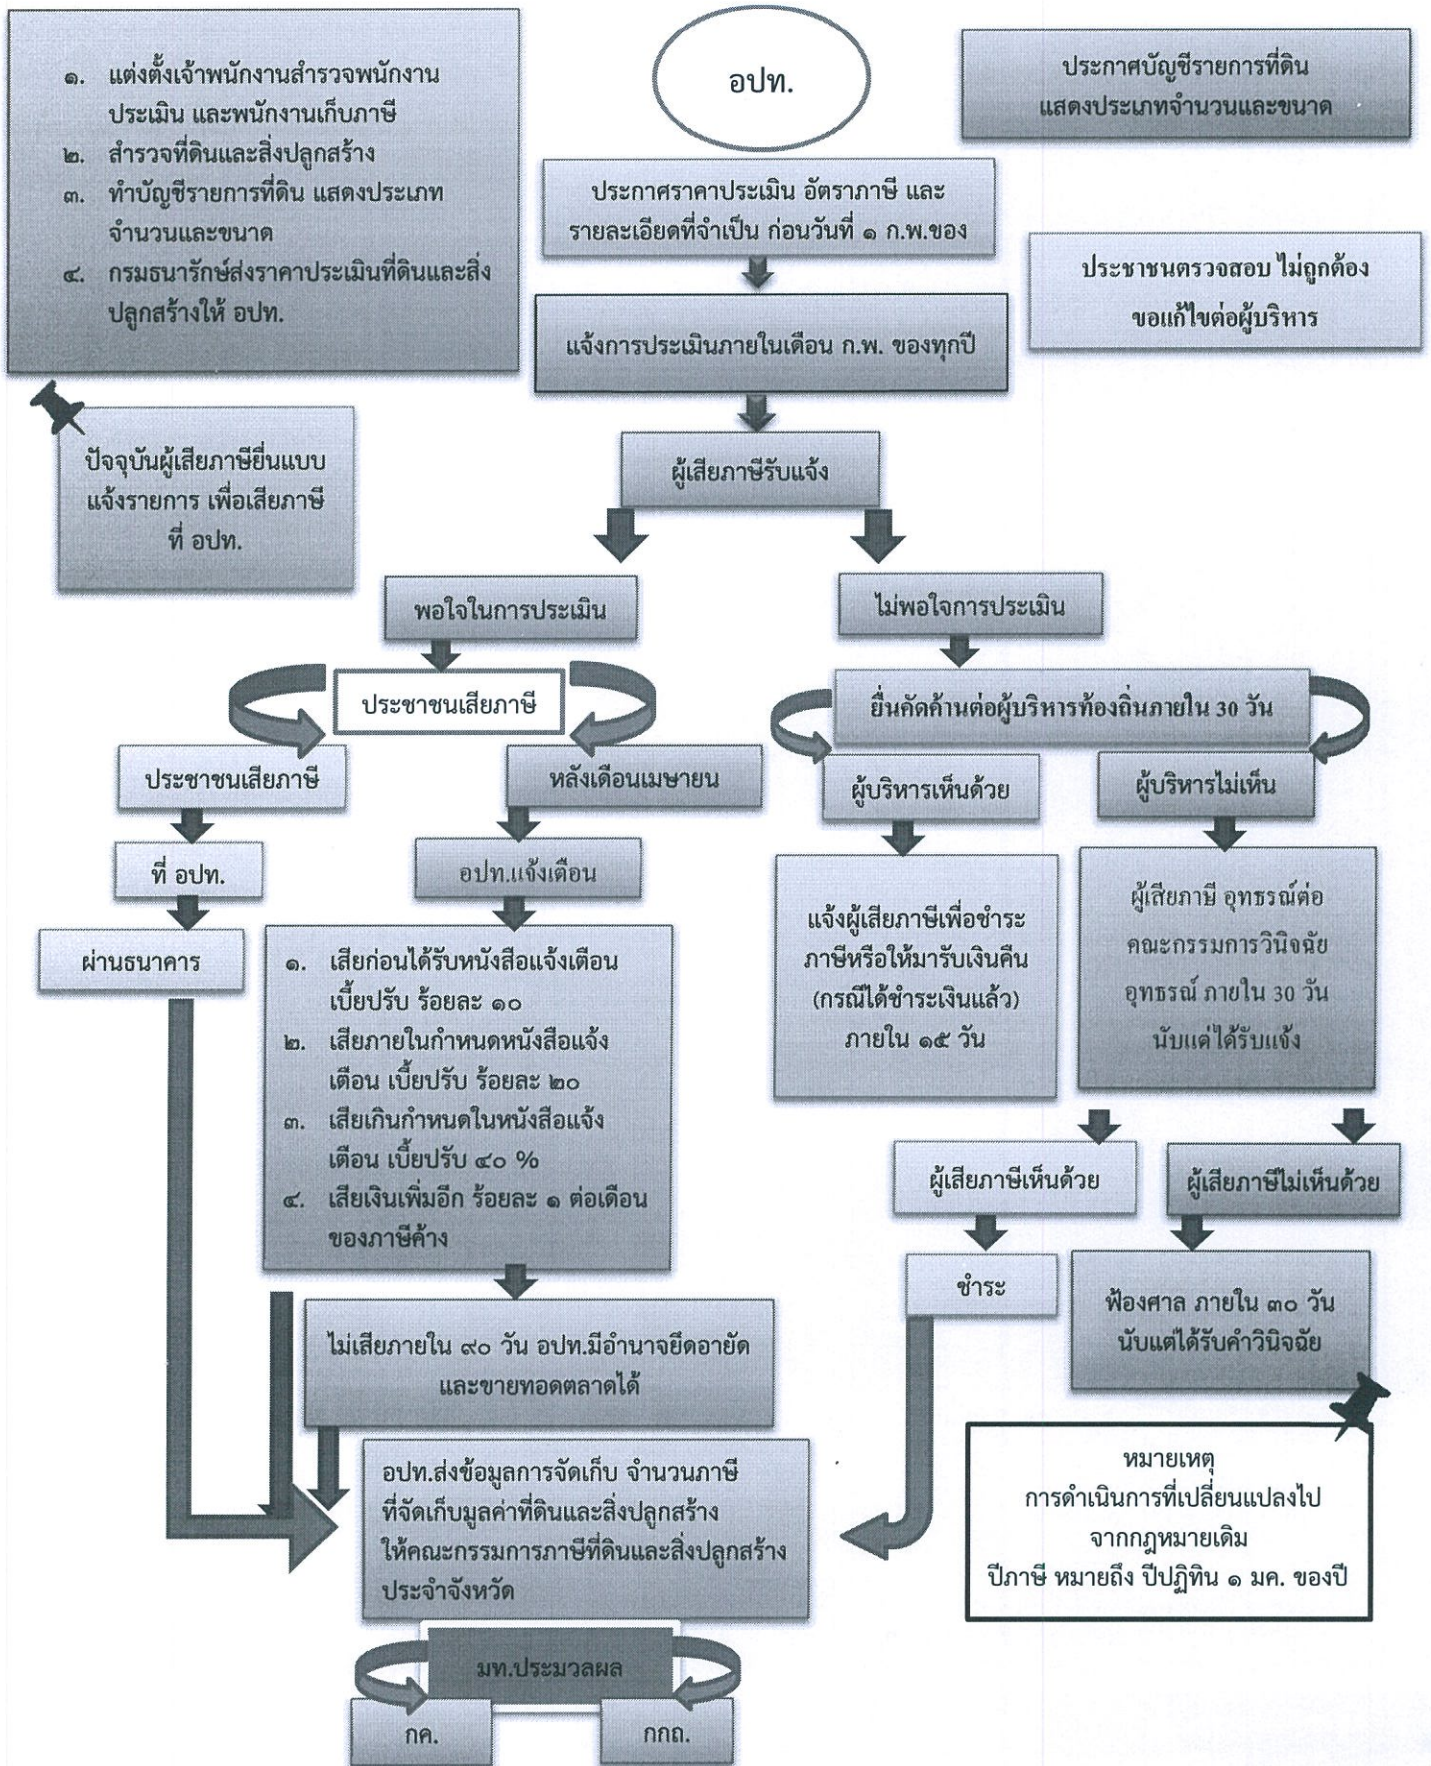 ๑. แต่งตั้งเจ้าพนักงานสำรวจพนักงาน
ประเมิน และพนักงานเก็บภาษี
๒. สำรวจที่ดินและสิ่งปลูกสร้าง
๓. ทำบัญชีรายการที่ดิน แสดงประเภท
จำนวนและขนาด
๔. กรมธนารักษ์ส่งราคาประเมินที่ดินและสิ่ง
ปลูกสร้างให้ อปท.
อปท.
ประกาศบัญชีรายการที่ดิน
แสดงประเภทจำนวนและขนาด
ประกาศราคาประเมิน อัตราภาษี และ
รายละเอียดที่จำเป็น ก่อนวันที่ ๑ ก.พ.ของ
ประชาชนตรวจสอบ ไม่ถูกต้อง
ขอแก้ไขต่อผู้บริหาร
แจ้งการประเมินภายในเดือน ก.พ. ของทุกปี
ปัจจุบันผู้เสียภาษียื่นแบบ
แจ้งรายการ เพื่อเสียภาษี
ที่ อปท.
ผู้เสียภาษีรับแจ้ง
พอใจในการประเมิน
ไม่พอใจการประเมิน
ประชาชนเสียภาษี
ยื่นคัดค้านต่อผู้บริหารท้องถิ่นภายใน 30 วัน
ประชาชนเสียภาษี
หลังเดือนเมษายน
ผู้บริหารเห็นด้วย
ผู้บริหารไม่เห็น
ที่ อปท.
อปท.แจ้งเตือน
ผ่านธนาคาร
๑. เสียก่อนได้รับหนังสือแจ้งเตือน
เบี้ยปรับ ร้อยละ ๑๐
๒. เสียภายในกำหนดหนังสือแจ้ง
เตือน เบี้ยปรับ ร้อยละ ๒๐
๓. เสียเกินกำหนดในหนังสือแจ้ง
เตือน เบี้ยปรับ ๔๐ %
๔. เสียเงินเพิ่มอีก ร้อยละ ๑ ต่อเดือน
ของภาษีค้าง
แจ้งผู้เสียภาษีเพื่อชำระ
ภาษีหรือให้มารับเงินคืน
(กรณีได้ชำระเงินแล้ว)
ภายใน ๑๕ วัน
ผู้เสียภาษี อุทธรณ์ต่อ
คณะกรรมการวินิจฉัย
อุทธรณ์ ภายใน 30 วัน
นับแต่ได้รับแจ้ง
ผู้เสียภาษีเห็นด้วย
ผู้เสียภาษีไม่เห็นด้วย
ชำระ
ฟ้องศาล ภายใน ๓๐ วัน
นับแต่ได้รับคำวินิจฉัย
ไม่เสียภายใน ๙๐ วัน อปท.มีอำนาจยึดอายัด
และขายทอดตลาดได้
อปท.ส่งข้อมูลการจัดเก็บ จำนวนภาษี
ที่จัดเก็บมูลค่าที่ดินและสิ่งปลูกสร้าง
ให้คณะกรรมการภาษีที่ดินและสิ่งปลูกสร้าง
ประจำจังหวัด
หมายเหตุ
การดำเนินการที่เปลี่ยนแปลงไป
จากกฎหมายเดิม
ปีภาษี หมายถึง ปีปฏิทิน ๑ มค. ของปี
มท.ประมวลผล
กค.
กกถ.